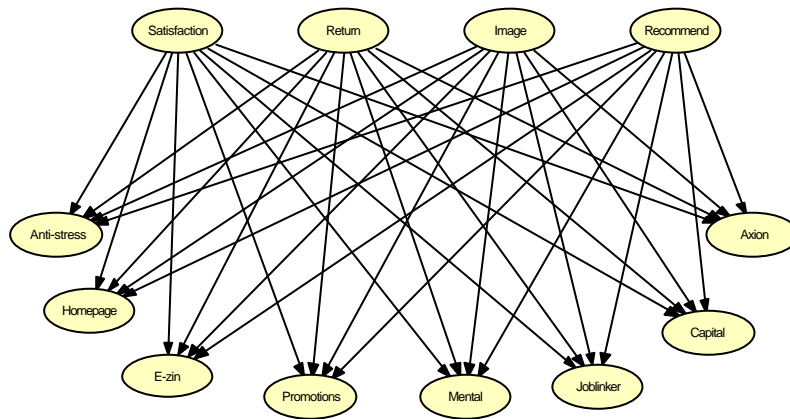 Satisfaction
Return
Image
Recommend
Anti-stress
Axion
Homepage
Capital
E-zin
Joblinker
Promotions
Mental